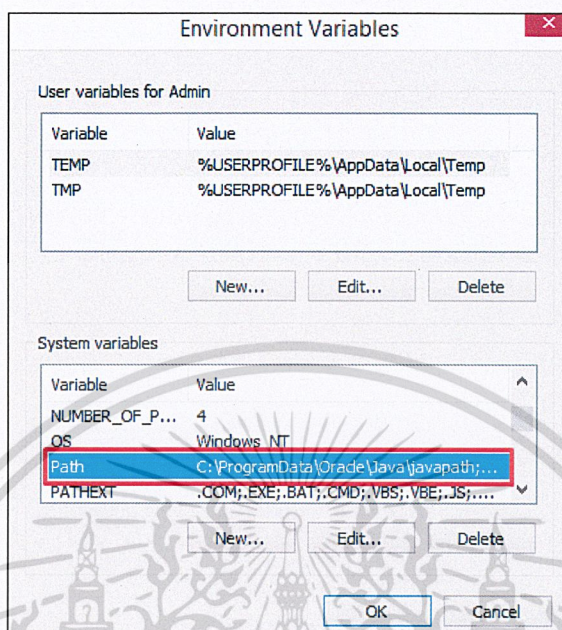 Environment Variables
User variables for Admin
Variable Value
TEMP %USERPROFILE%\AppData\Local\Temp
TMP %USERPROFILE%\AppData\Local\Temp
New... Edit... Delete
System variables
Variable Value
NUMBER_OF_P... 4
OS Windows_NT
Path C:\ProgramData\Oracle\Java\javapath;...
PATHEXT .COM;.EXE;.BAT;.CMD;.VBS;.VBE;.JS;....
New... Edit... Delete
OK Cancel